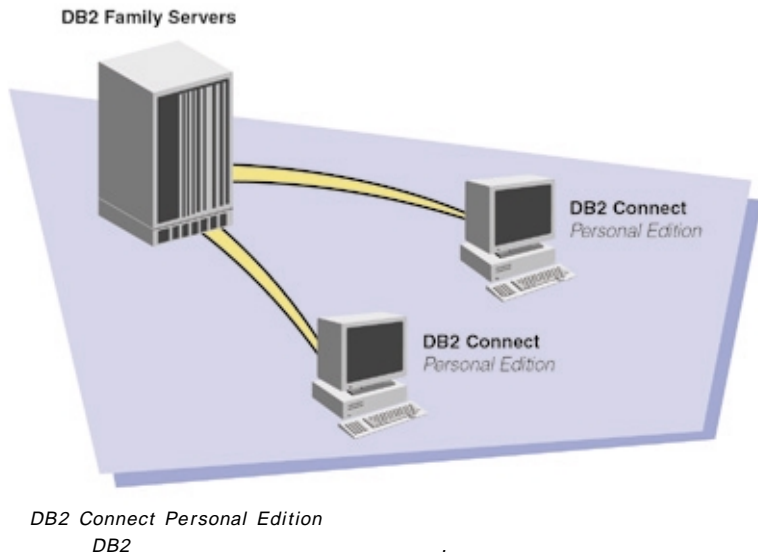 DB2 Family Servers
DB2 Connect
Personal Edition
DB2 Connect
Personal Edition
DB2 Connect Personal Edition
DB2 .